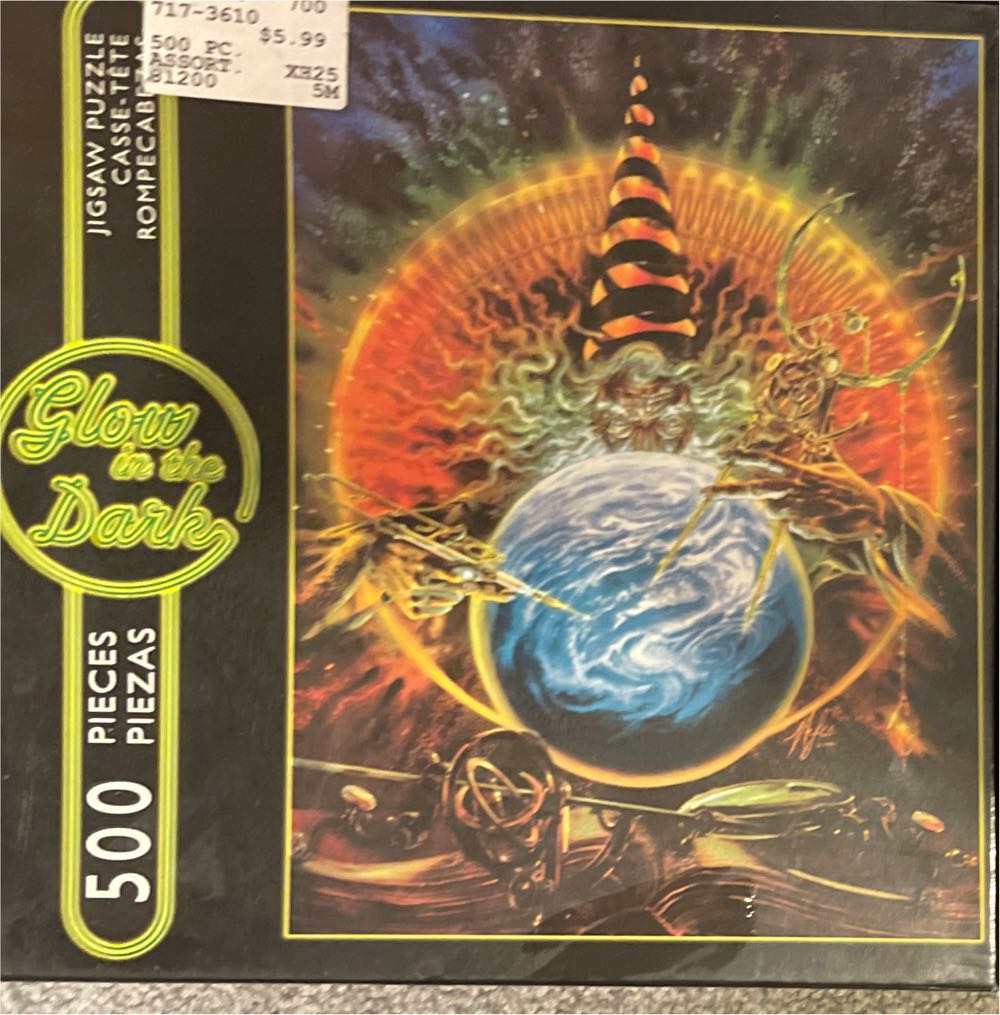 717-3610 700
$5.99
500 PC.
ASSORT. XH25
81200 5M
JIGSAW PUZZLE
CASSE-TÊTE
Glow
in the
Dark
500 PIECES
PIEZAS